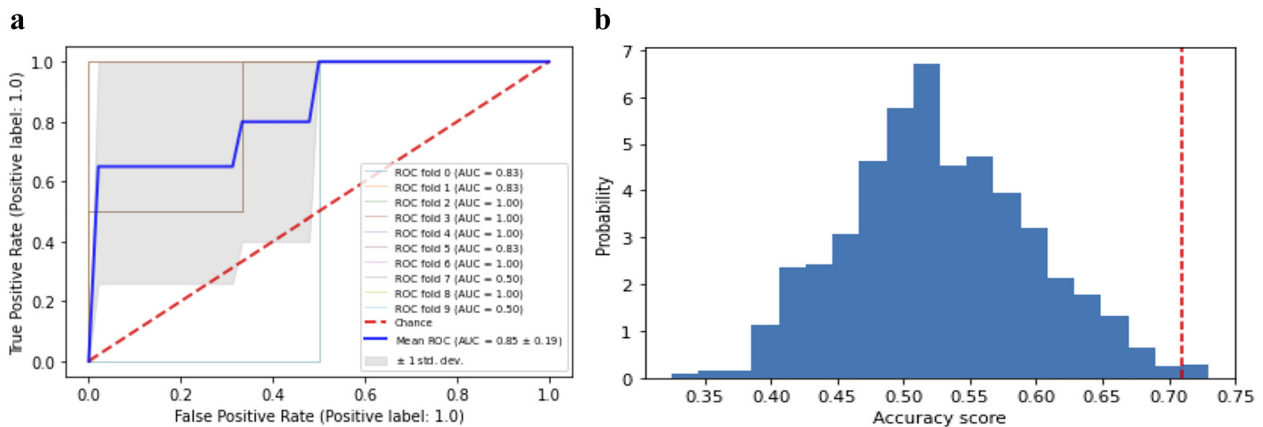 a
True Positive Rate (Positive label: 1.0)
1.0
0.8
0.6
0.4
0.2
0.0
ROC fold 0 (AUC = 0.83)
ROC fold 1 (AUC = 0.83)
ROC fold 2 (AUC = 1.00)
ROC fold 3 (AUC = 1.00)
ROC fold 4 (AUC = 1.00)
ROC fold 5 (AUC = 0.83)
ROC fold 6 (AUC = 1.00)
ROC fold 7 (AUC = 0.50)
ROC fold 8 (AUC = 1.00)
ROC fold 9 (AUC = 0.50)
Chance
Mean ROC (AUC = 0.85 ± 0.19)
± 1 std. dev.
0.0 0.2 0.4 0.6 0.8 1.0
False Positive Rate (Positive label: 1.0)
b
Probability
7
6
5
4
3
2
1
0
0.35 0.40 0.45 0.50 0.55 0.60 0.65 0.70 0.75
Accuracy score